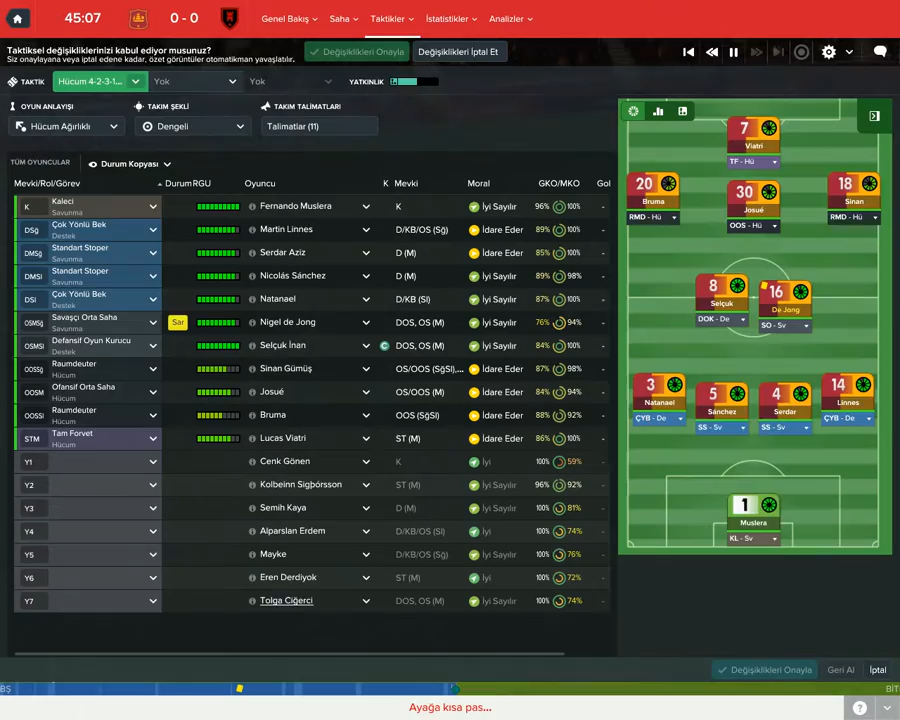 45:07 0 - 0 Genel Bakış Saha Taktikler İstatistikler Analizler
Taktiksel değişikliklerinizi kabul ediyor musunuz?
Siz onaylayana veya iptal edene kadar, özet görüntüler otomatikman yavaşlatılır.
Değişiklikleri Onayla Değişiklikleri İptal Et
TAKTİK Hücum 4-2-3-1... Yok Yok YATKINLIK
OYUN ANLAYIŞI TAKIM ŞEKLİ TAKIM TALİMATLARI
Hücum Ağırlıklı Dengeli Talimatlar (11)
TÜM OYUNCULAR Durum Kopyası
Mevki/Rol/Görev Durum RGU Oyuncu K Mevki Moral GKO/MKO Gol
K Kaleci Savunma Fernando Muslera K İyi Sayılır 96% 100% -
DSğ Çok Yönlü Bek Destek Martin Linnes D/KB/OS (Sğ) İdare Eder 89% 100% -
DMSğ Standart Stoper Savunma Serdar Aziz D (M) İdare Eder 85% 100% -
DMSl Standart Stoper Savunma Nicolás Sánchez D (M) İyi Sayılır 89% 98% -
DSl Çok Yönlü Bek Destek Natanael D/KB (Sl) İyi Sayılır 87% 100% -
OSMSğ Savaşçı Orta Saha Savunma Sar Nigel de Jong DOS, OS (M) İyi Sayılır 76% 94% -
OSMSl Defansif Oyun Kurucu Destek Selçuk İnan C DOS, OS (M) İyi Sayılır 84% 100% -
OOSSğ Raumdeuter Hücum Sinan Gümüş OS/OOS (SğSl),... İdare Eder 87% 98% -
OOSM Ofansif Orta Saha Hücum Josué OS/OOS (M) İdare Eder 84% 94% -
OOSSl Raumdeuter Hücum Bruma OOS (SğSl) İdare Eder 88% 92% -
STM Tam Forvet Hücum Lucas Viatri ST (M) İdare Eder 86% 100% -
Y1 Cenk Gönen K İyi 100% 59% -
Y2 Kolbeinn Sigþórsson ST (M) İyi Sayılır 96% 92% -
Y3 Semih Kaya D (M) İyi Sayılır 100% 81% -
Y4 Alparslan Erdem D/KB/OS (Sl) İyi 100% 74% -
Y5 Mayke D/KB/OS (Sğ) İyi Sayılır 100% 76% -
Y6 Eren Derdiyok ST (M) İyi 100% 72% -
Y7 Tolga Ciğerci DOS, OS (M) İyi Sayılır 100% 74% -
7
Viatri
TF - Hü
20 30 18
Bruma Josué Sinan
RMD - Hü OOS - Hü RMD - Hü
8 16
Selçuk De Jong
DOK - De SO - Sv
3 5 4 14
Natanael Sánchez Serdar Linnes
ÇYB - De SS - Sv SS - Sv ÇYB - De
1
Muslera
KL - Sv
Değişiklikleri Onayla Geri Al İptal
BŞ BİT
Ayağa kısa pas...
?